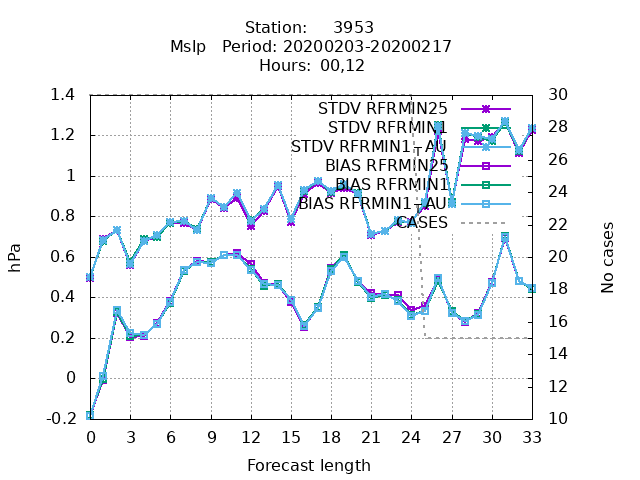 Station: 3953
Mslp Period: 20200203-20200217
Hours: 00,12
STDV RFRMIN25
STDV RFRMIN1
STDV RFRMIN1_AU
BIAS RFRMIN25
BIAS RFRMIN1
BIAS RFRMIN1_AU
CASES
1.4
1.2
1
0.8
0.6
0.4
0.2
0
-0.2
hPa
30
28
26
24
22
20
18
16
14
12
10
No cases
0 3 6 9 12 15 18 21 24 27 30 33
Forecast length